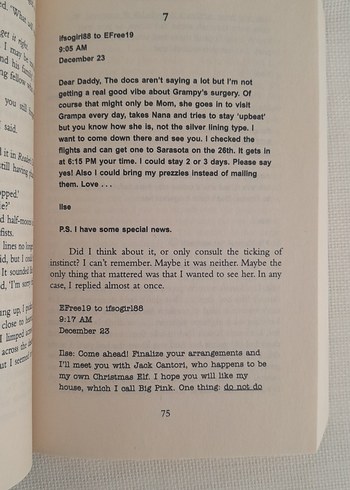 7
ifsogirl88 to EFree19
9:05 AM
December 23
Dear Daddy, The docs aren't saying a lot but I'm not
getting a real good vibe about Grampy's surgery. Of
course that might only be Mom, she goes in to visit
Grampa every day, takes Nana and tries to stay 'upbeat'
but you know how she is, not the silver lining type. I
want to come down there and see you. I checked the
flights and can get one to Sarasota on the 26th. It gets in
at 6:15 PM your time. I could stay 2 or 3 days. Please say
yes! Also I could bring my prezzies instead of mailing
them. Love . . .
Ilse
P.S. I have some special news.
Did I think about it, or only consult the ticking of
instinct? I can't remember. Maybe it was neither. Maybe the
only thing that mattered was that I wanted to see her. In any
case, I replied almost at once.
EFree19 to ifsogirl88
9:17 AM
December 23
Ilse: Come ahead! Finalize your arrangements and
I'll meet you with Jack Cantori, who happens to be
my own Christmas Elf. I hope you will like my
house, which I call Big Pink. One thing: do not do
75